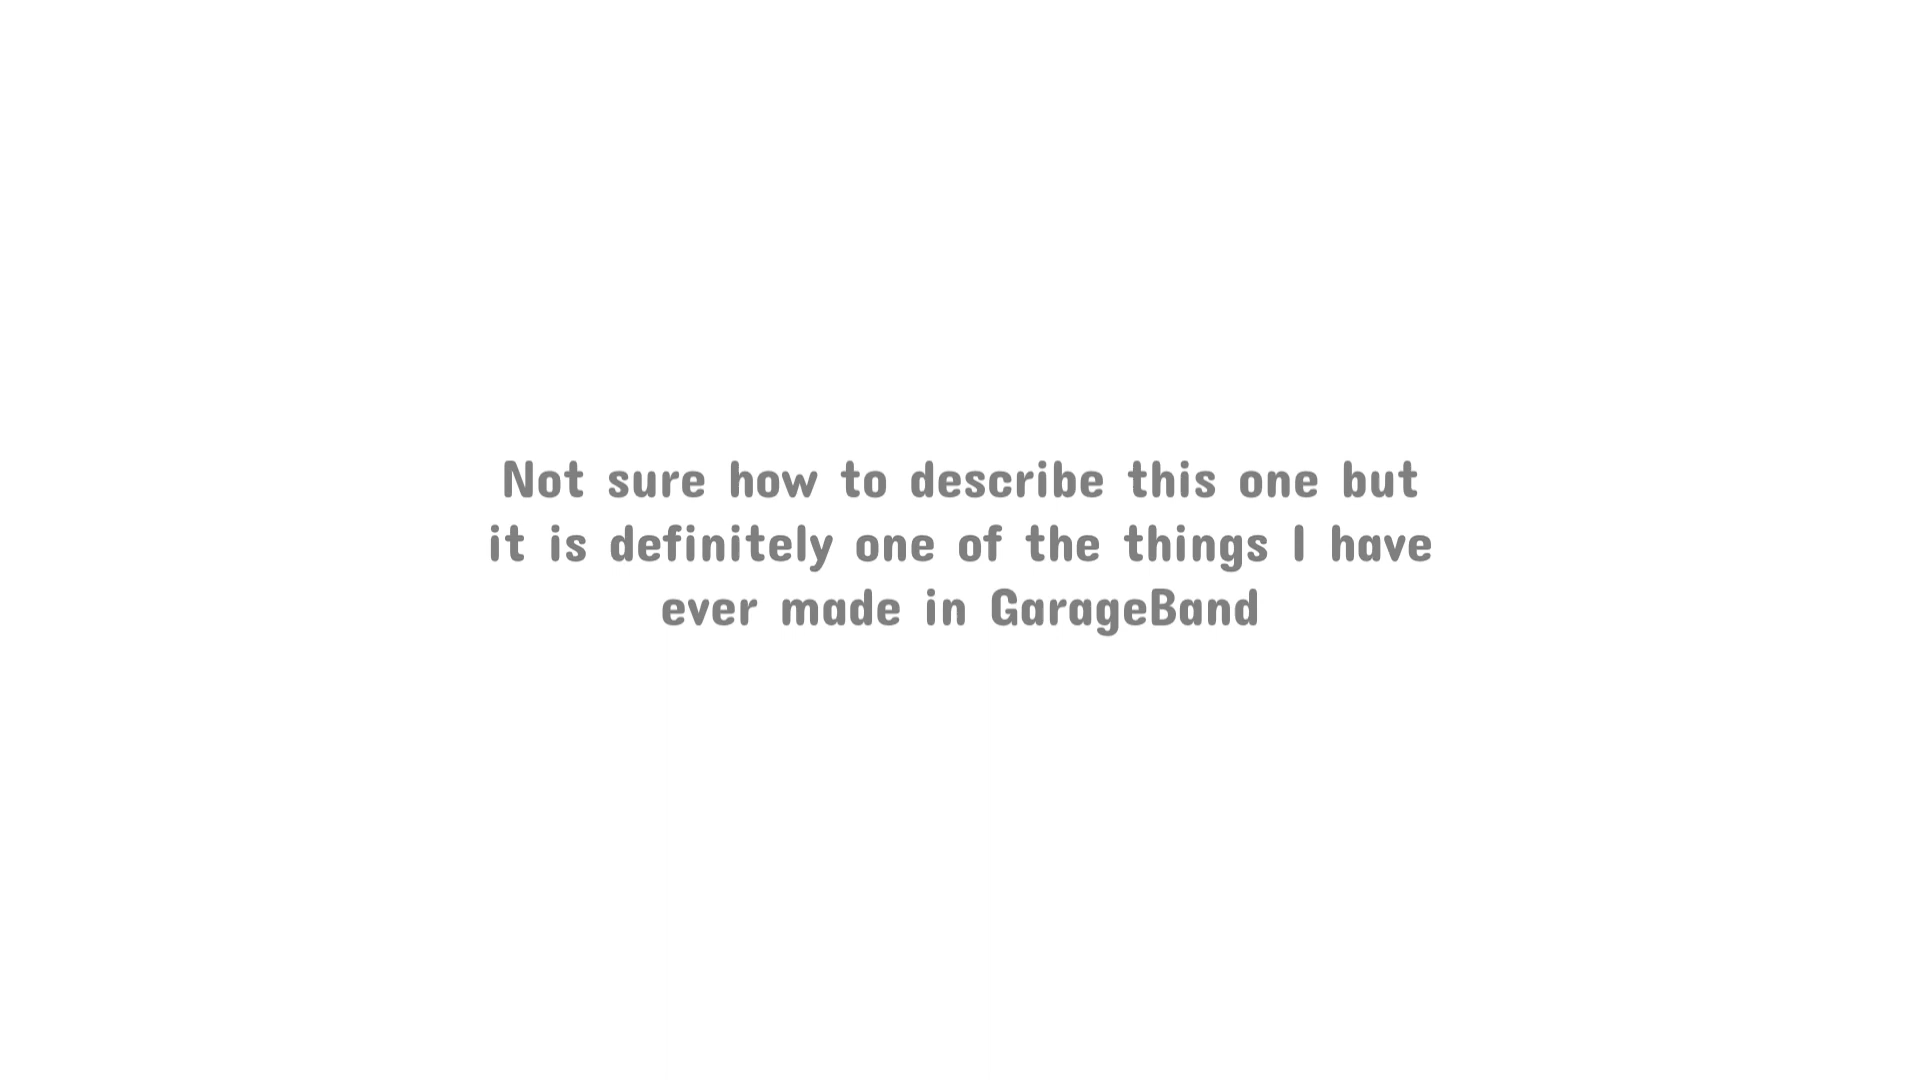 Not sure how to describe this one but
it is definitely one of the things I have
ever made in GarageBand